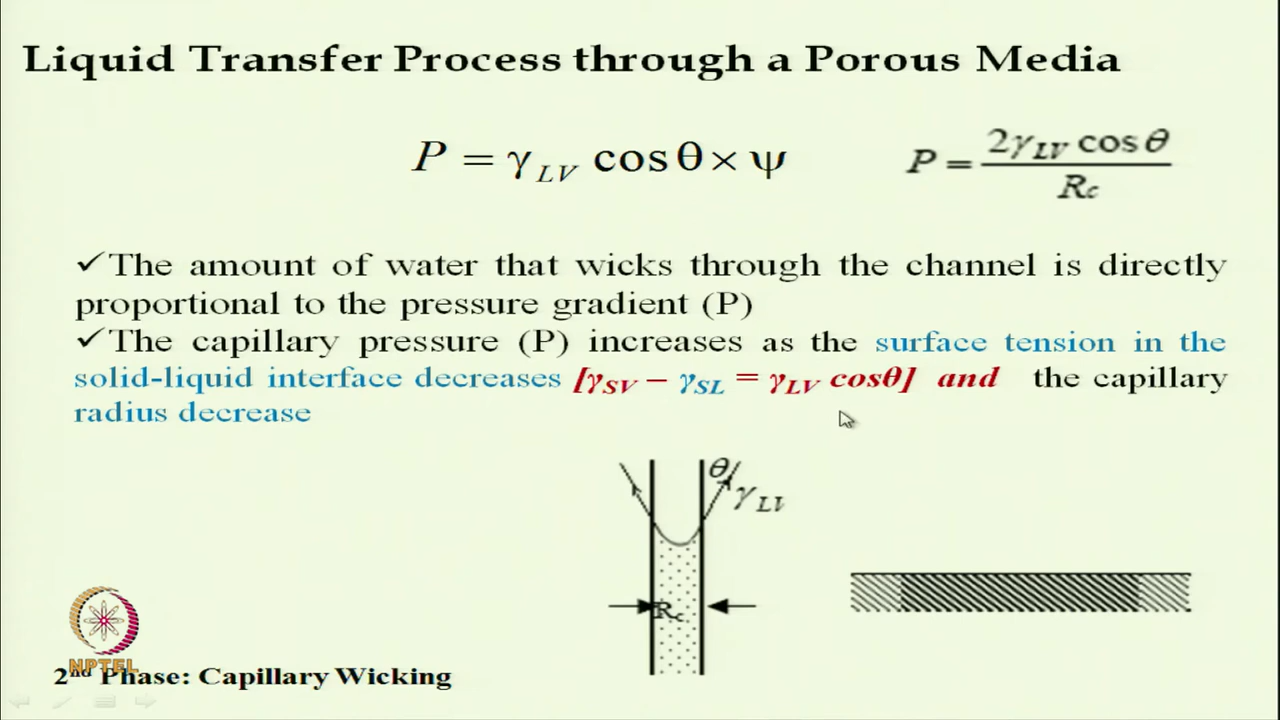 Liquid Transfer Process through a Porous Media
P = γLV cosθ × ψ
P = 2γLV cosθ / Rc
✓The amount of water that wicks through the channel is directly
proportional to the pressure gradient (P)
✓The capillary pressure (P) increases as the surface tension in the
solid-liquid interface decreases [γSV – γSL = γLV cosθ] and the capillary
radius decrease
θ
γLV
Rc
NPTEL
2nd Phase: Capillary Wicking